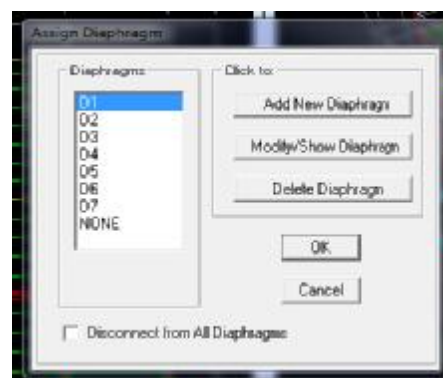 Assign Diaphragm
Diaphragms
D1
D2
D3
D4
D5
D6
D7
NONE
Click to:
Add New Diaphragm
Modify/Show Diaphragm
Delete Diaphragm
OK
Cancel
Disconnect from All Diaphragms